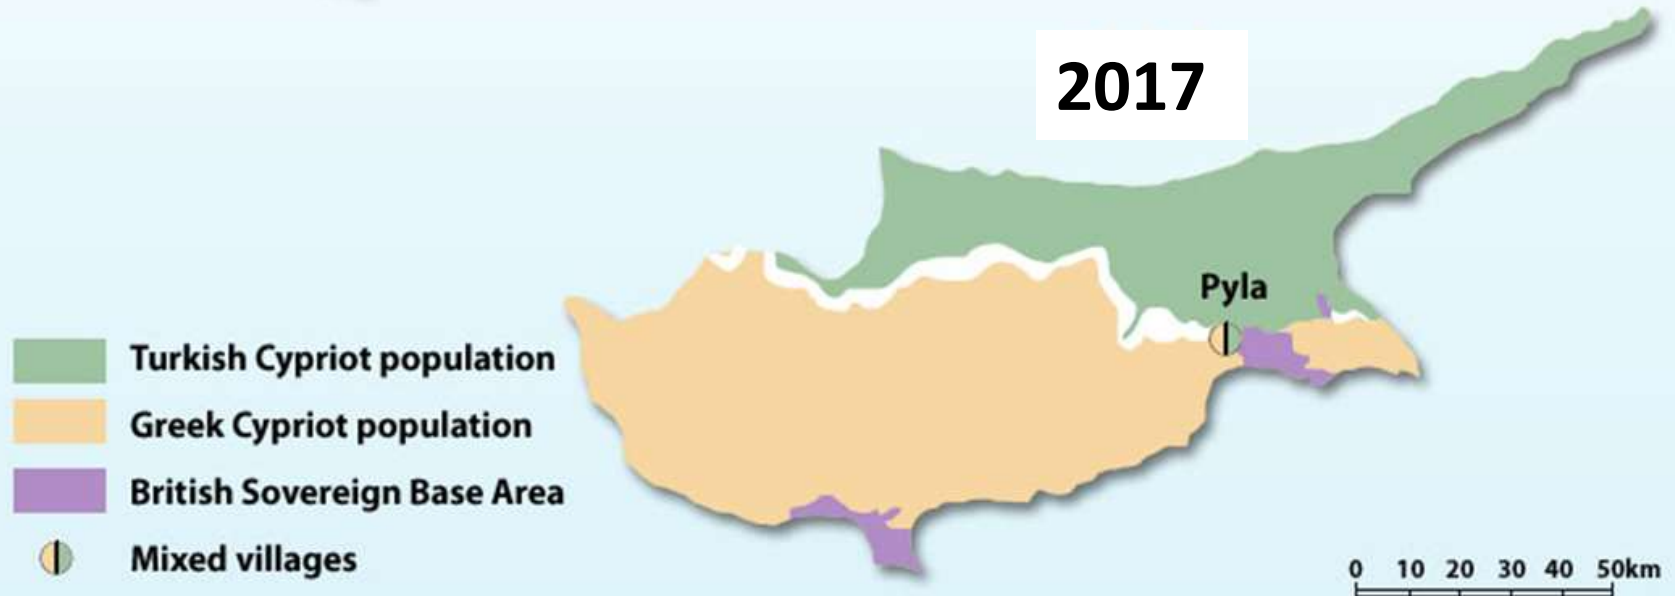 2017
Pyla
Turkish Cypriot population
Greek Cypriot population
British Sovereign Base Area
Mixed villages
0 10 20 30 40 50km